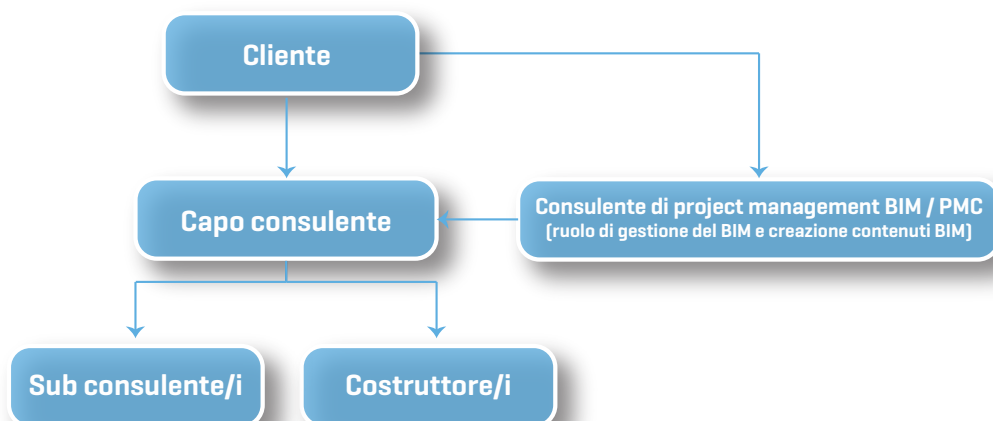 Cliente
Capo consulente
Consulente di project management BIM / PMC
(ruolo di gestione del BIM e creazione contenuti BIM)
Sub consulente/i
Costruttore/i